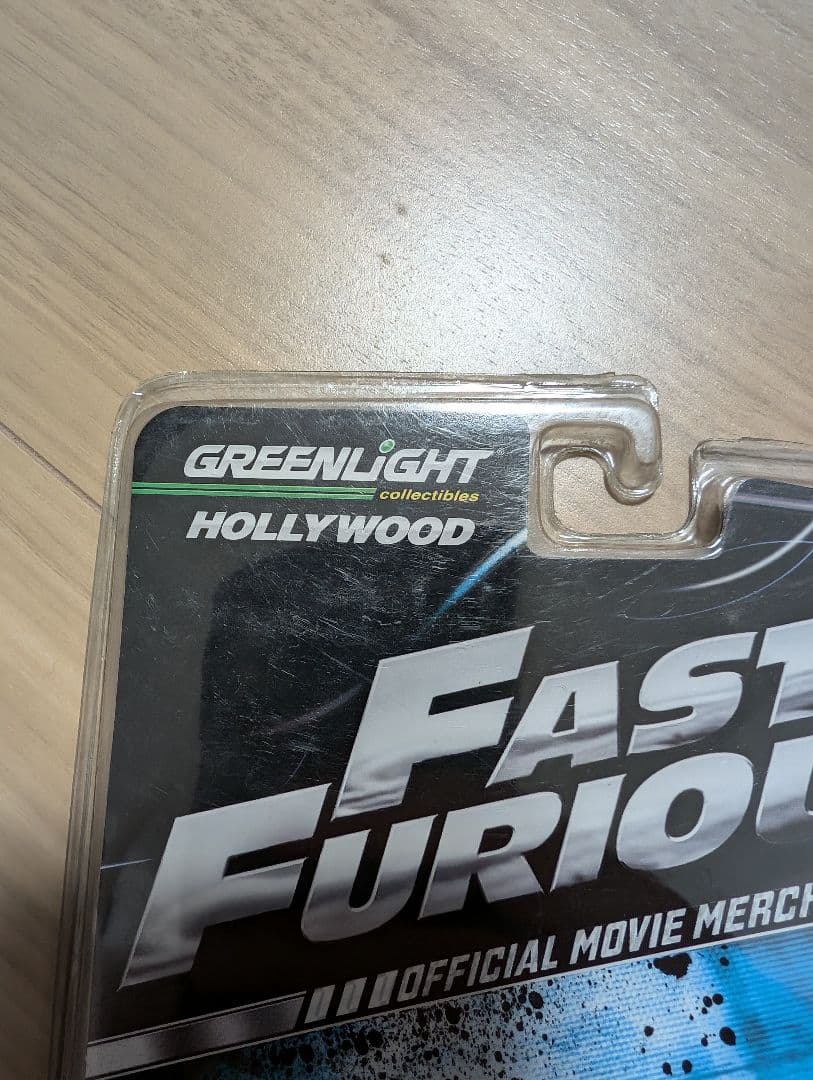 GREENLiGHT
collectibles
HOLLYWOOD
FAST
FURIOU
OFFICIAL MOVIE MERCH